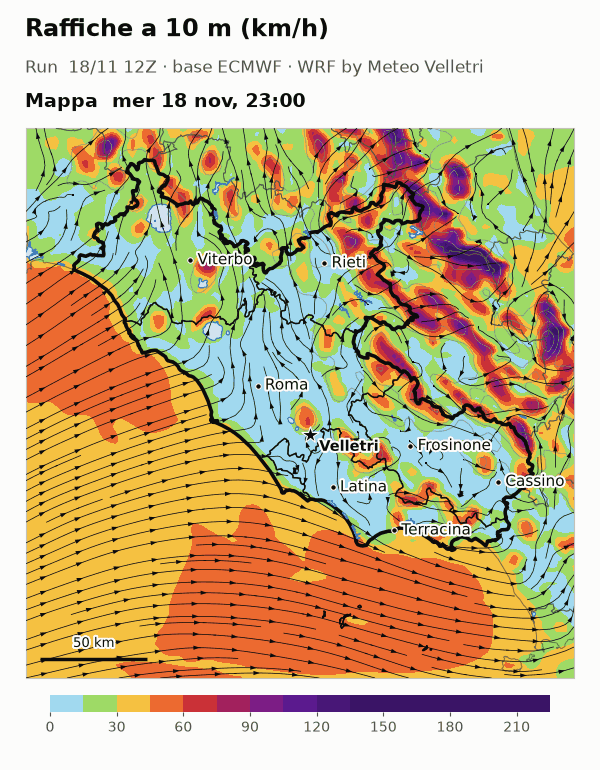 Raffiche a 10 m (km/h)
Run  18/11 12Z · base ECMWF · WRF by Meteo Velletri
Mappa  mer 18 nov, 23:00
Viterbo
Rieti
Roma
Velletri
Frosinone
Cassino
Latina
Terracina
50 km
0 30 60 90 120 150 180 210